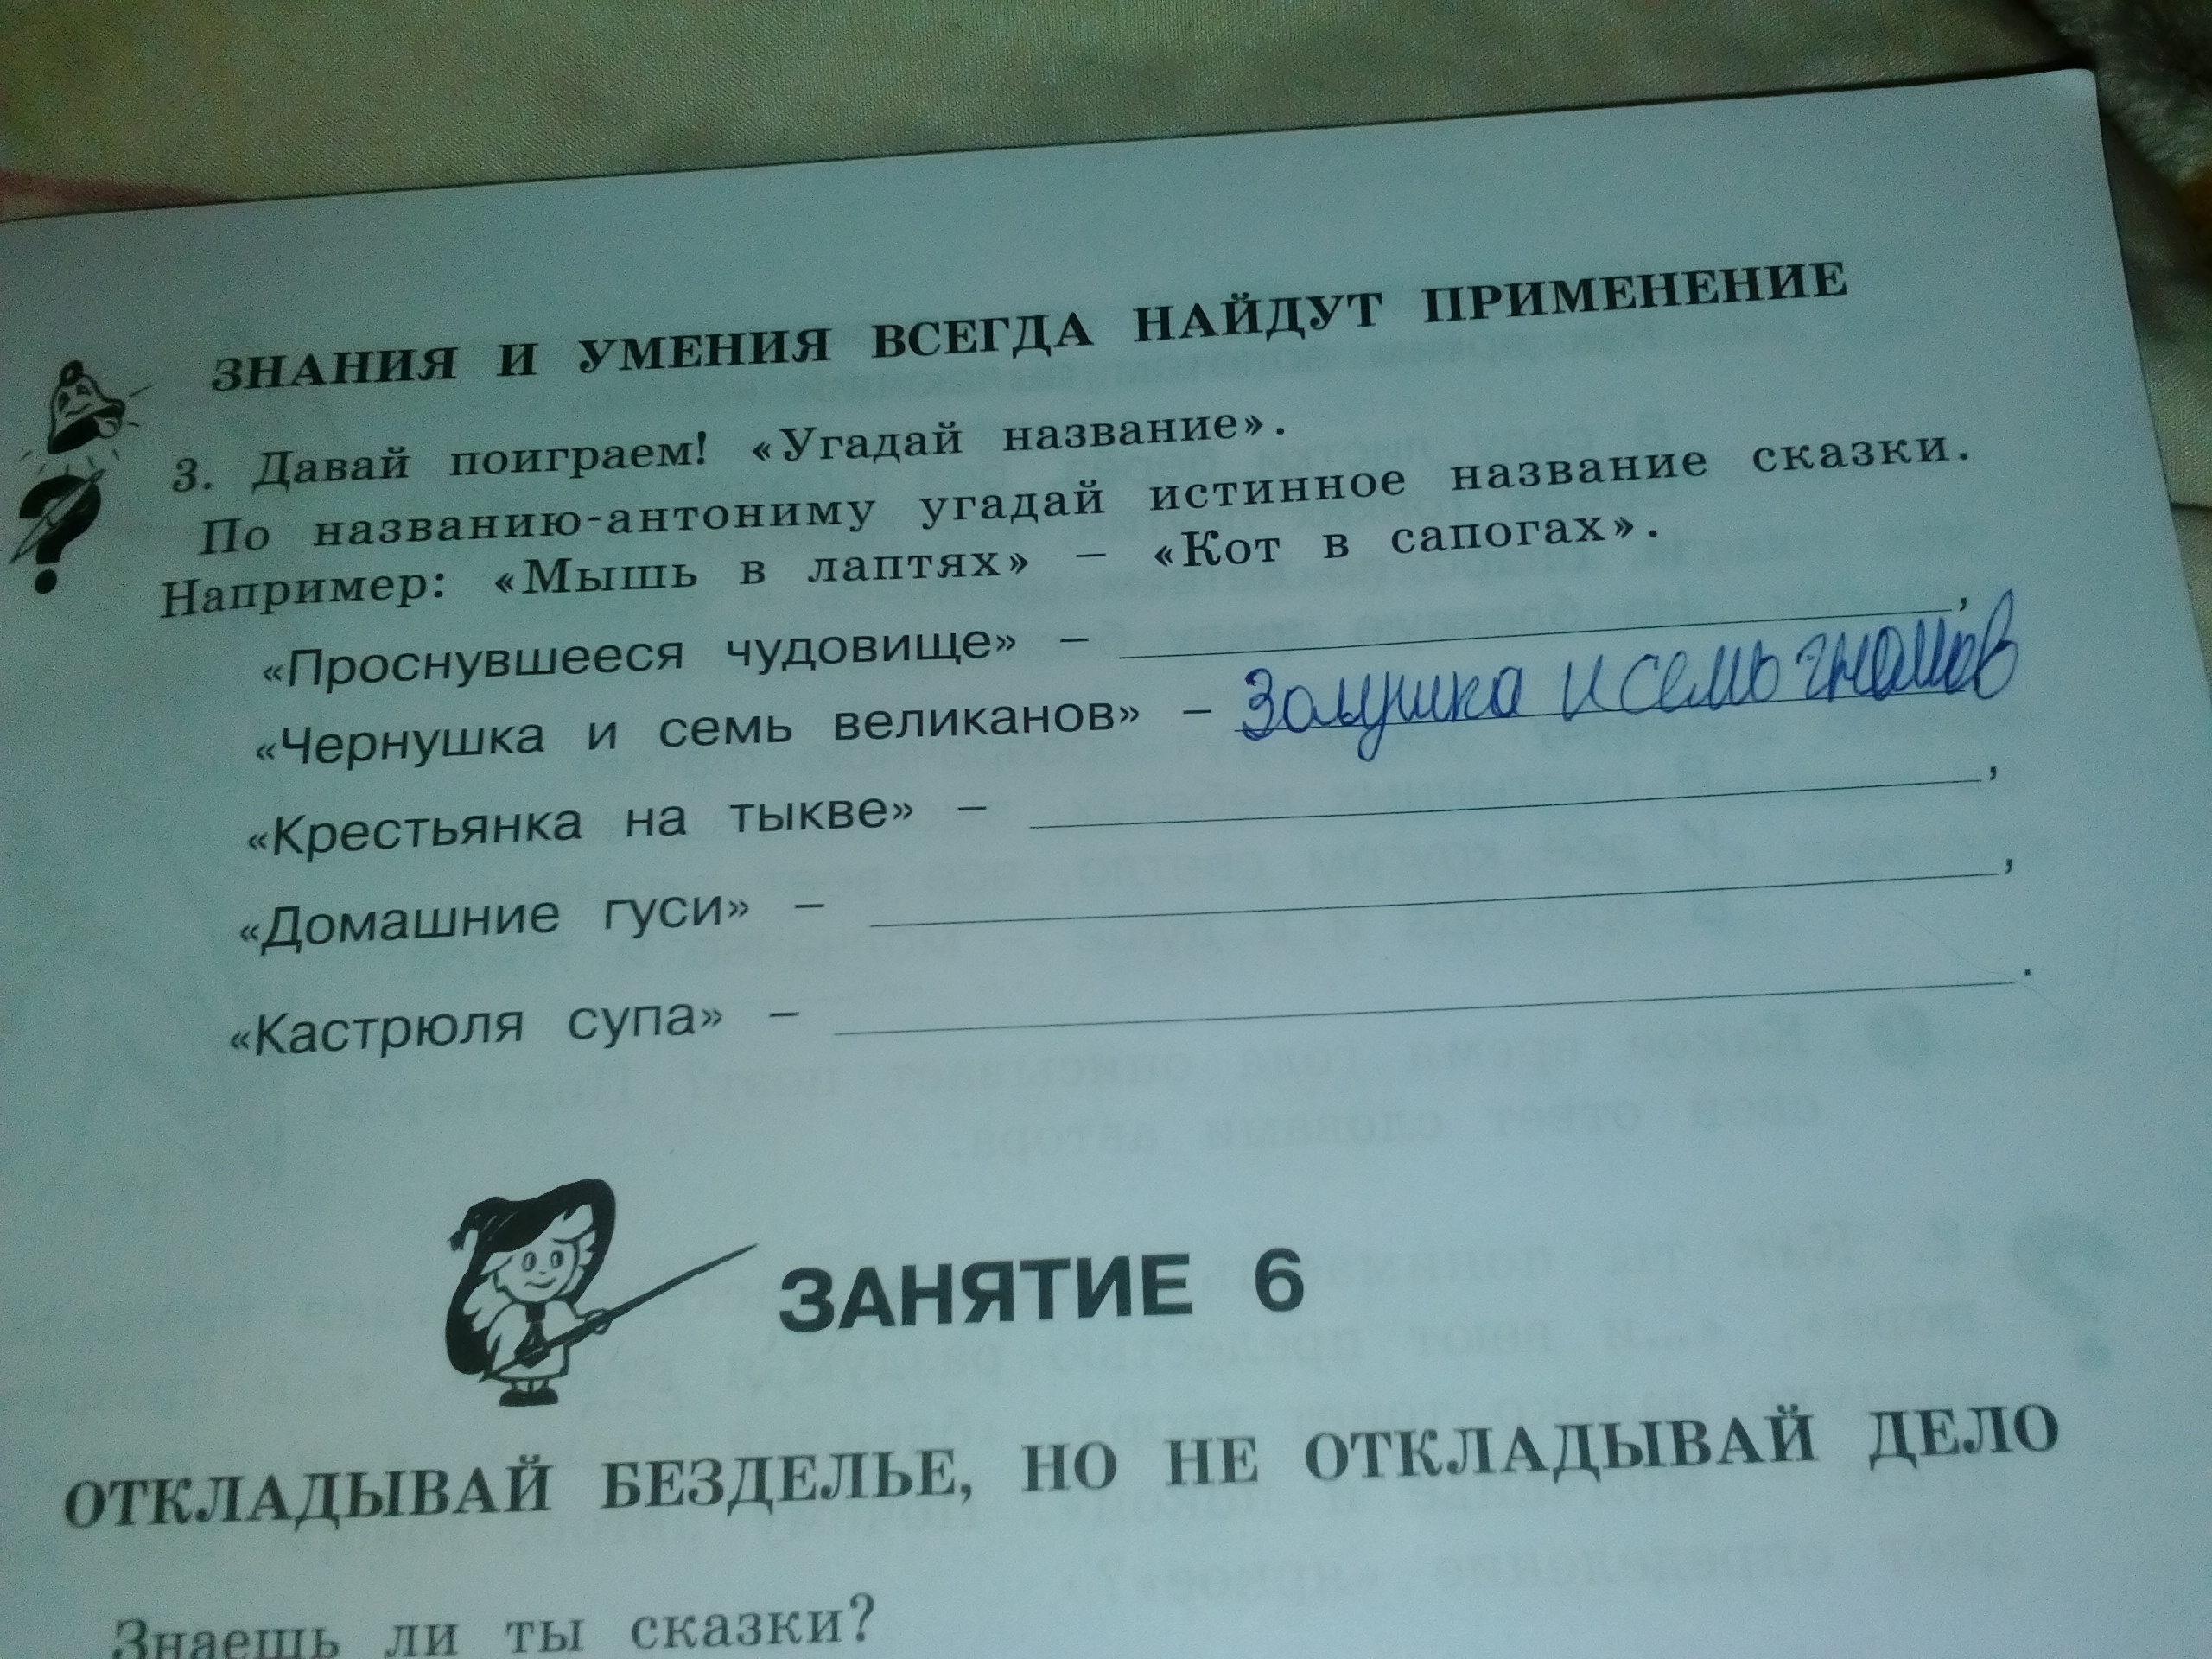 ЗНАНИЯ И УМЕНИЯ ВСЕГДА НАЙДУТ ПРИМЕНЕНИЕ
3. Давай поиграем! «Угадай название».
По названию-антониму угадай истинное название сказки.
Например: «Мышь в лаптях» – «Кот в сапогах».
«Проснувшееся чудовище» – ,
«Чернушка и семь великанов» – Золушка и семь гномов
«Крестьянка на тыкве» – ,
«Домашние гуси» – ,
«Кастрюля супа» – .
ЗАНЯТИЕ 6
ОТКЛАДЫВАЙ БЕЗДЕЛЬЕ, НО НЕ ОТКЛАДЫВАЙ ДЕЛО
Знаешь ли ты сказки?